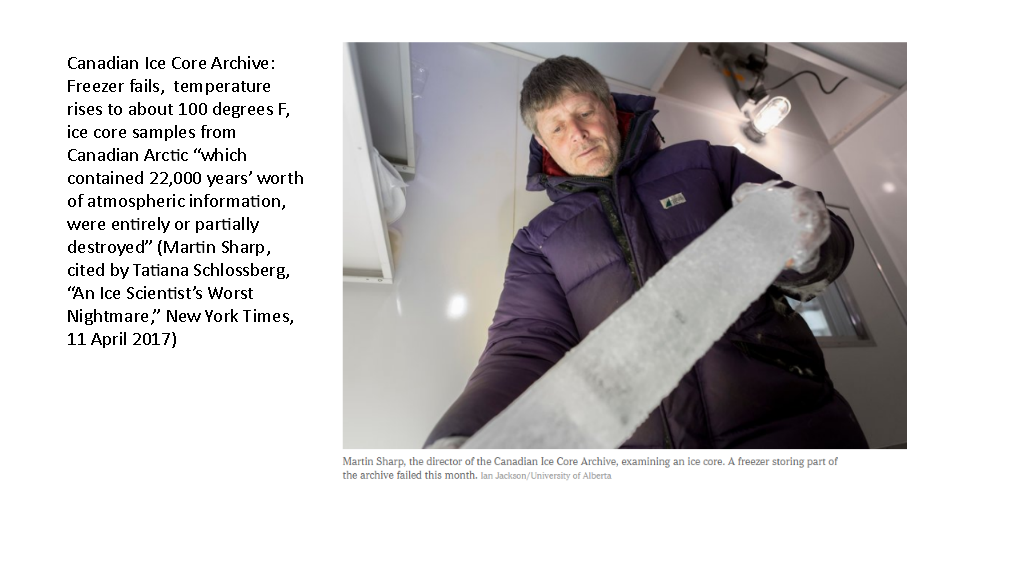 Canadian Ice Core Archive:
Freezer fails,  temperature
rises to about 100 degrees F,
ice core samples from
Canadian Arctic “which
contained 22,000 years’ worth
of atmospheric information,
were entirely or partially
destroyed” (Martin Sharp,
cited by Tatiana Schlossberg,
“An Ice Scientist’s Worst
Nightmare,” New York Times,
11 April 2017)
Martin Sharp, the director of the Canadian Ice Core Archive, examining an ice core. A freezer storing part of
the archive failed this month. Ian Jackson/University of Alberta